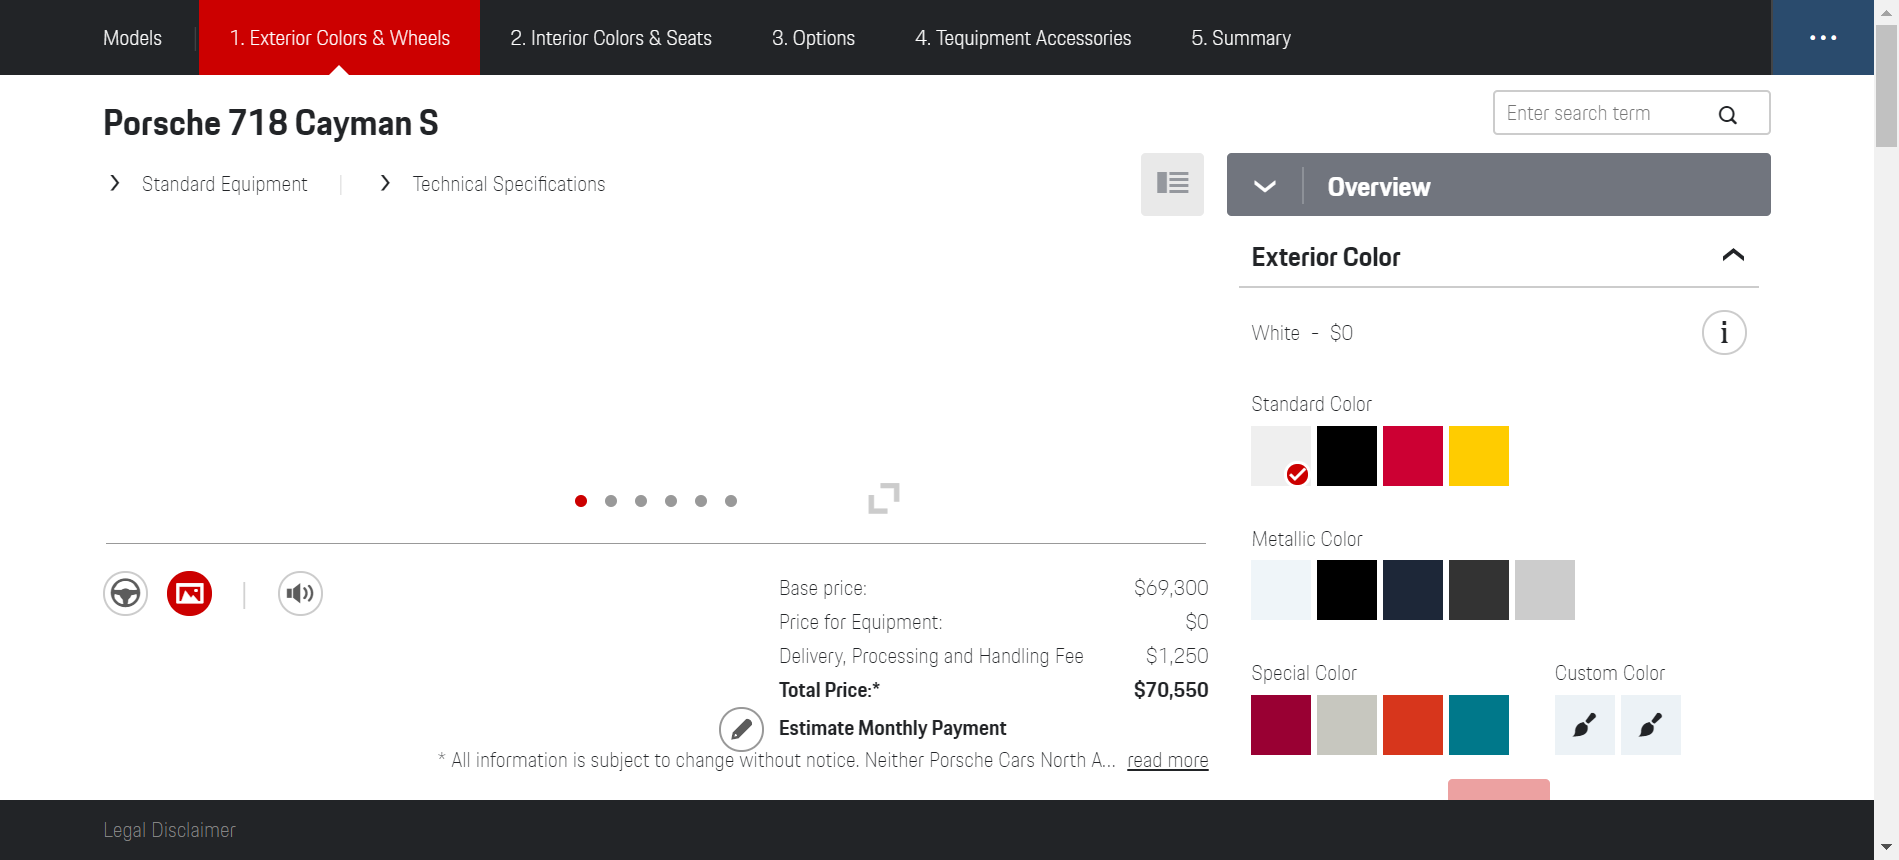 Models
1. Exterior Colors & Wheels
2. Interior Colors & Seats
3. Options
4. Tequipment Accessories
5. Summary
Porsche 718 Cayman S
Enter search term
Standard Equipment
Technical Specifications
Overview
Exterior Color
White - $0
i
Standard Color
Metallic Color
Base price: $69,300
Price for Equipment: $0
Delivery, Processing and Handling Fee $1,250
Total Price:* $70,550
Estimate Monthly Payment
* All information is subject to change without notice. Neither Porsche Cars North A... read more
Special Color
Custom Color
Legal Disclaimer